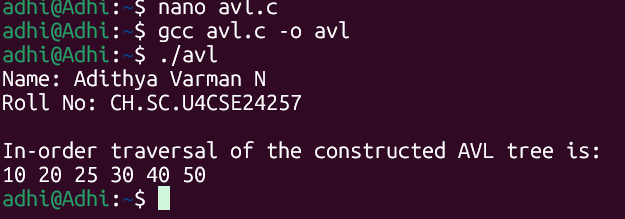 adhi@Adhi:~$ nano avl.c
adhi@Adhi:~$ gcc avl.c -o avl
adhi@Adhi:~$ ./avl
Name: Adithya Varman N
Roll No: CH.SC.U4CSE24257
In-order traversal of the constructed AVL tree is:
10 20 25 30 40 50
adhi@Adhi:~$